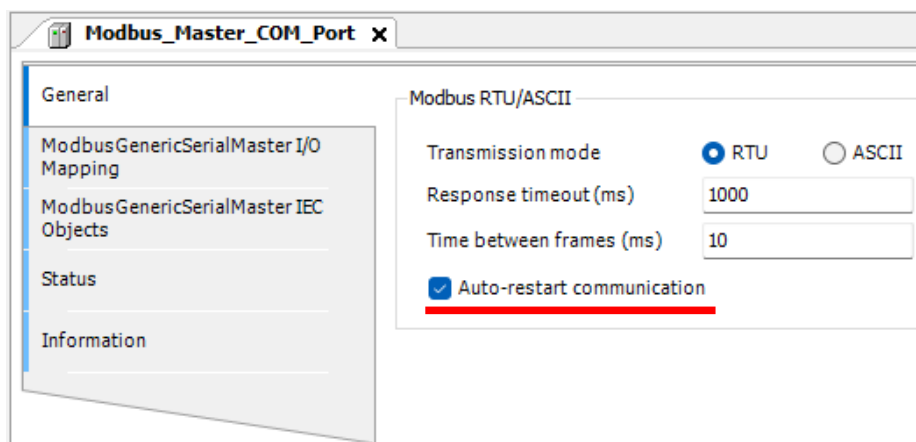 Modbus_Master_COM_Port
General
ModbusGenericSerialMaster I/O
Mapping
ModbusGenericSerialMaster IEC
Objects
Status
Information
Modbus RTU/ASCII
Transmission mode RTU ASCII
Response timeout (ms) 1000
Time between frames (ms) 10
Auto-restart communication